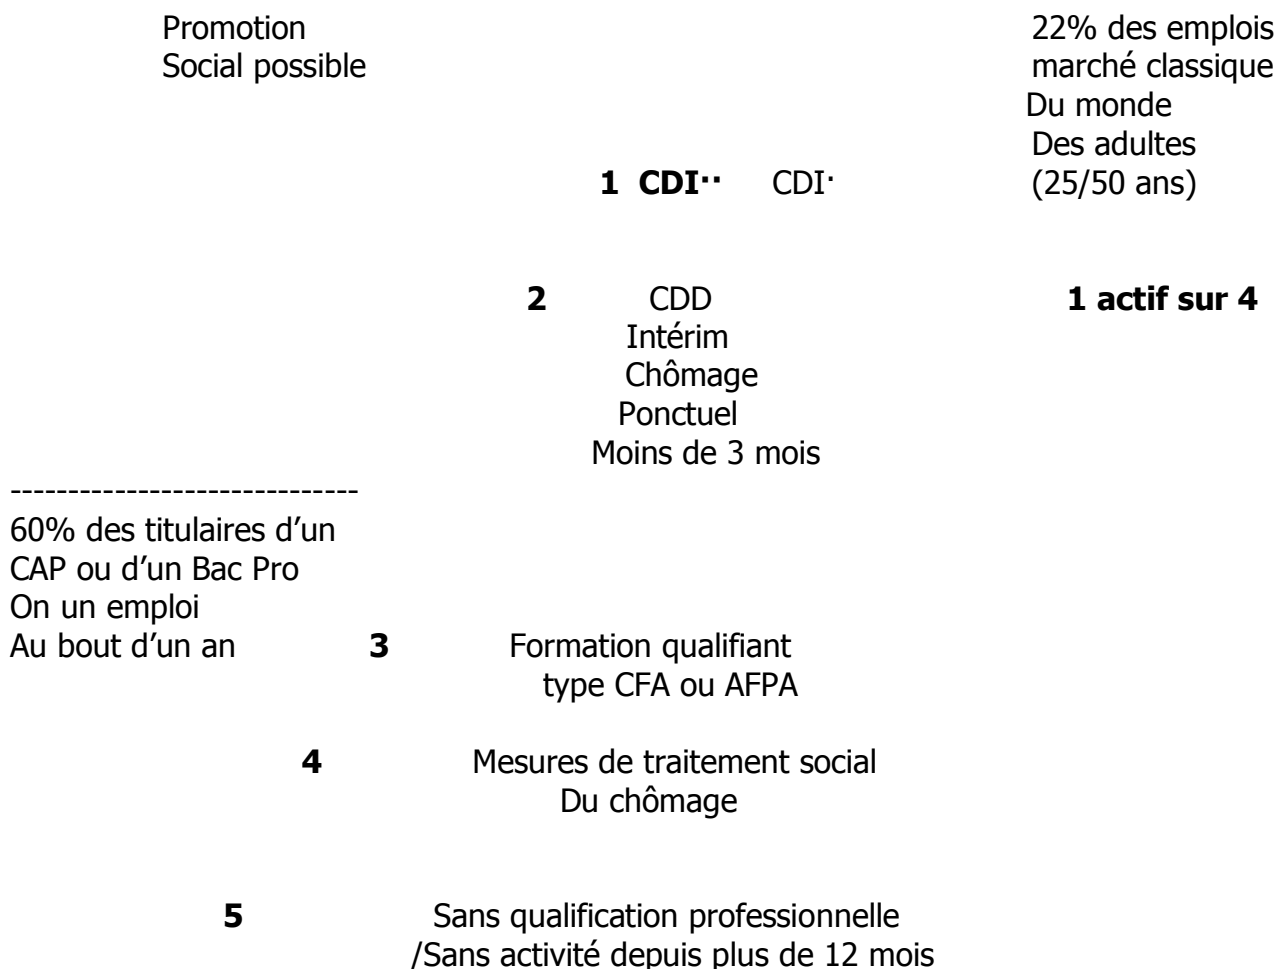 Promotion
Social possible
22% des emplois
marché classique
Du monde
Des adultes
(25/50 ans)
1 CDI·· CDI·
2 CDD
Intérim
Chômage
Ponctuel
Moins de 3 mois
1 actif sur 4
------------------------------
60% des titulaires d’un
CAP ou d’un Bac Pro
On un emploi
Au bout d’un an
3 Formation qualifiant
type CFA ou AFPA
4 Mesures de traitement social
Du chômage
5 Sans qualification professionnelle
/Sans activité depuis plus de 12 mois